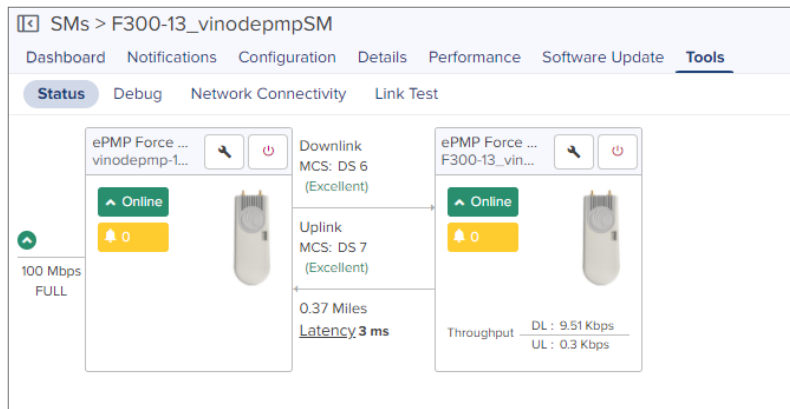 SMs > F300-13_vinodepmpSM
Dashboard Notifications Configuration Details Performance Software Update Tools
Status Debug Network Connectivity Link Test
ePMP Force ...
vinodepmp-1...
Online
0
100 Mbps
FULL
Downlink
MCS: DS 6
(Excellent)
Uplink
MCS: DS 7
(Excellent)
0.37 Miles
Latency 3 ms
ePMP Force ...
F300-13_vin...
Online
0
Throughput
DL : 9.51 Kbps
UL : 0.3 Kbps